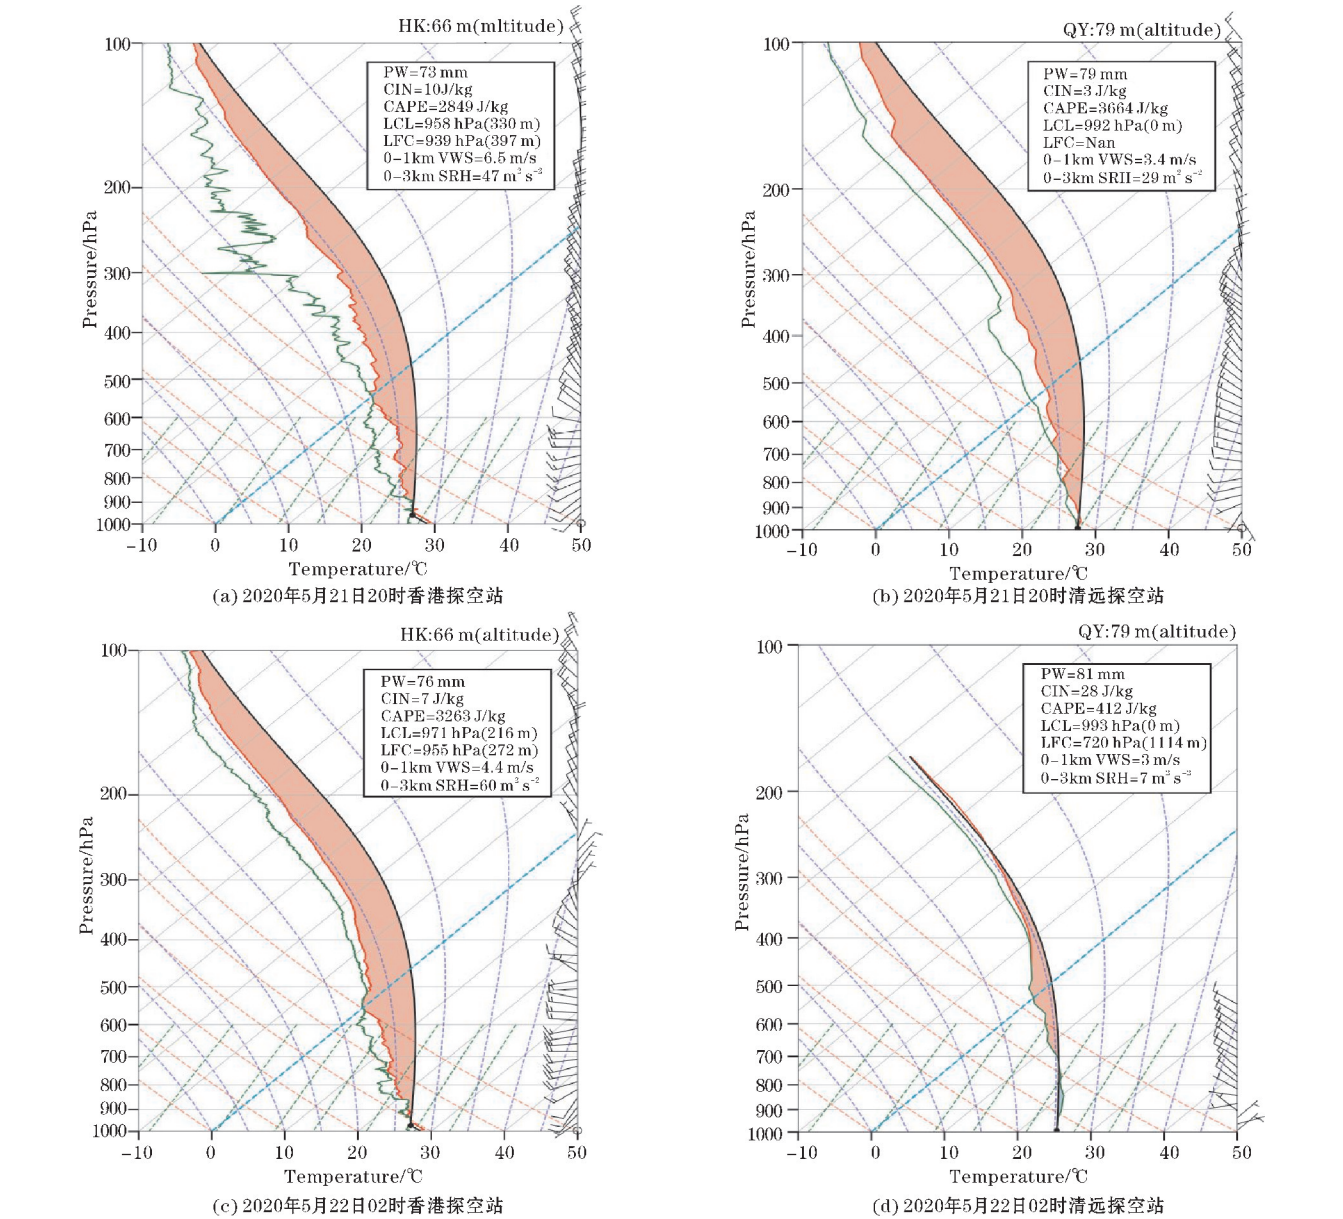 HK:66 m(mltitude)
PW=73 mm
CIN=10J/kg
CAPE=2849 J/kg
LCL=958 hPa(330 m)
LFC=939 hPa(397 m)
0-1km VWS=6.5 m/s
0-3km SRH=47 m² s⁻²
Pressure/hPa
100
200
300
400
500
600
700
800
900
1000
-10 0 10 20 30 40 50
Temperature/℃
(a) 2020年5月21日20时香港探空站
QY:79 m(altitude)
PW=79 mm
CIN=3 J/kg
CAPE=3664 J/kg
LCL=992 hPa(0 m)
LFC=Nan
0-1km VWS=3.4 m/s
0-3km SRII=29 m² s⁻²
Pressure/hPa
100
200
300
400
500
600
700
800
900
1000
-10 0 10 20 30 40 50
Temperature/℃
(b) 2020年5月21日20时清远探空站
HK:66 m(altitude)
PW=76 mm
CIN=7 J/kg
CAPE=3263 J/kg
LCL=971 hPa(216 m)
LFC=955 hPa(272 m)
0-1km VWS=4.4 m/s
0-3km SRH=60 m² s⁻²
Pressure/hPa
100
200
300
400
500
600
700
800
900
1000
-10 0 10 20 30 40 50
Temperature/℃
(c) 2020年5月22日02时香港探空站
QY:79 m(altitude)
PW=81 mm
CIN=28 J/kg
CAPE=412 J/kg
LCL=993 hPa(0 m)
LFC=720 hPa(1114 m)
0-1km VWS=3 m/s
0-3km SRH=7 m² s⁻²
Pressure/hPa
100
200
300
400
500
600
700
800
900
1000
-10 0 10 20 30 40 50
Temperature/℃
(d) 2020年5月22日02时清远探空站